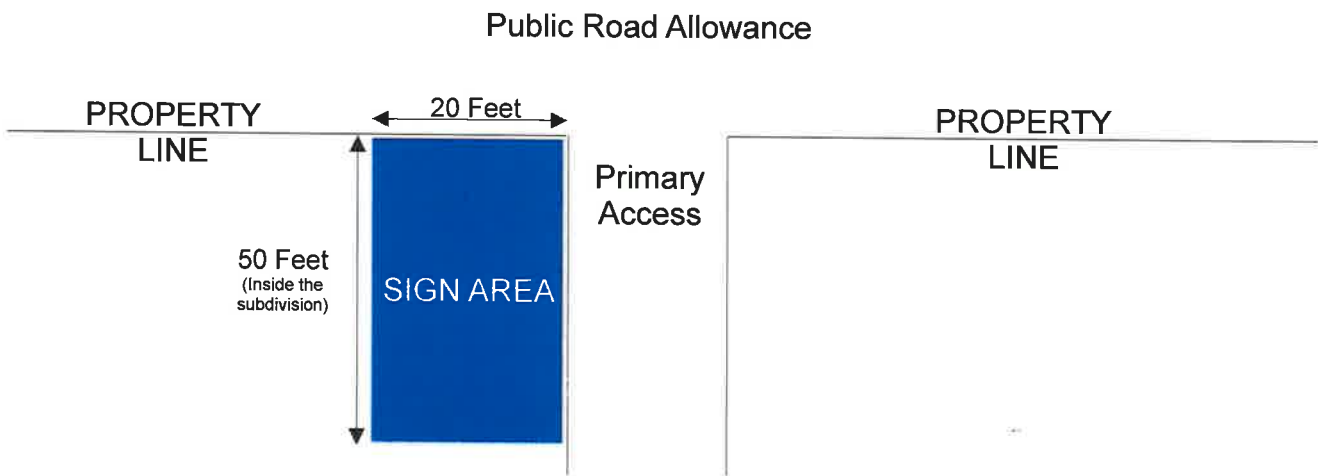 Public Road Allowance
20 Feet
PROPERTY
LINE
PROPERTY
LINE
Primary
Access
50 Feet
(Inside the
subdivision)
SIGN AREA